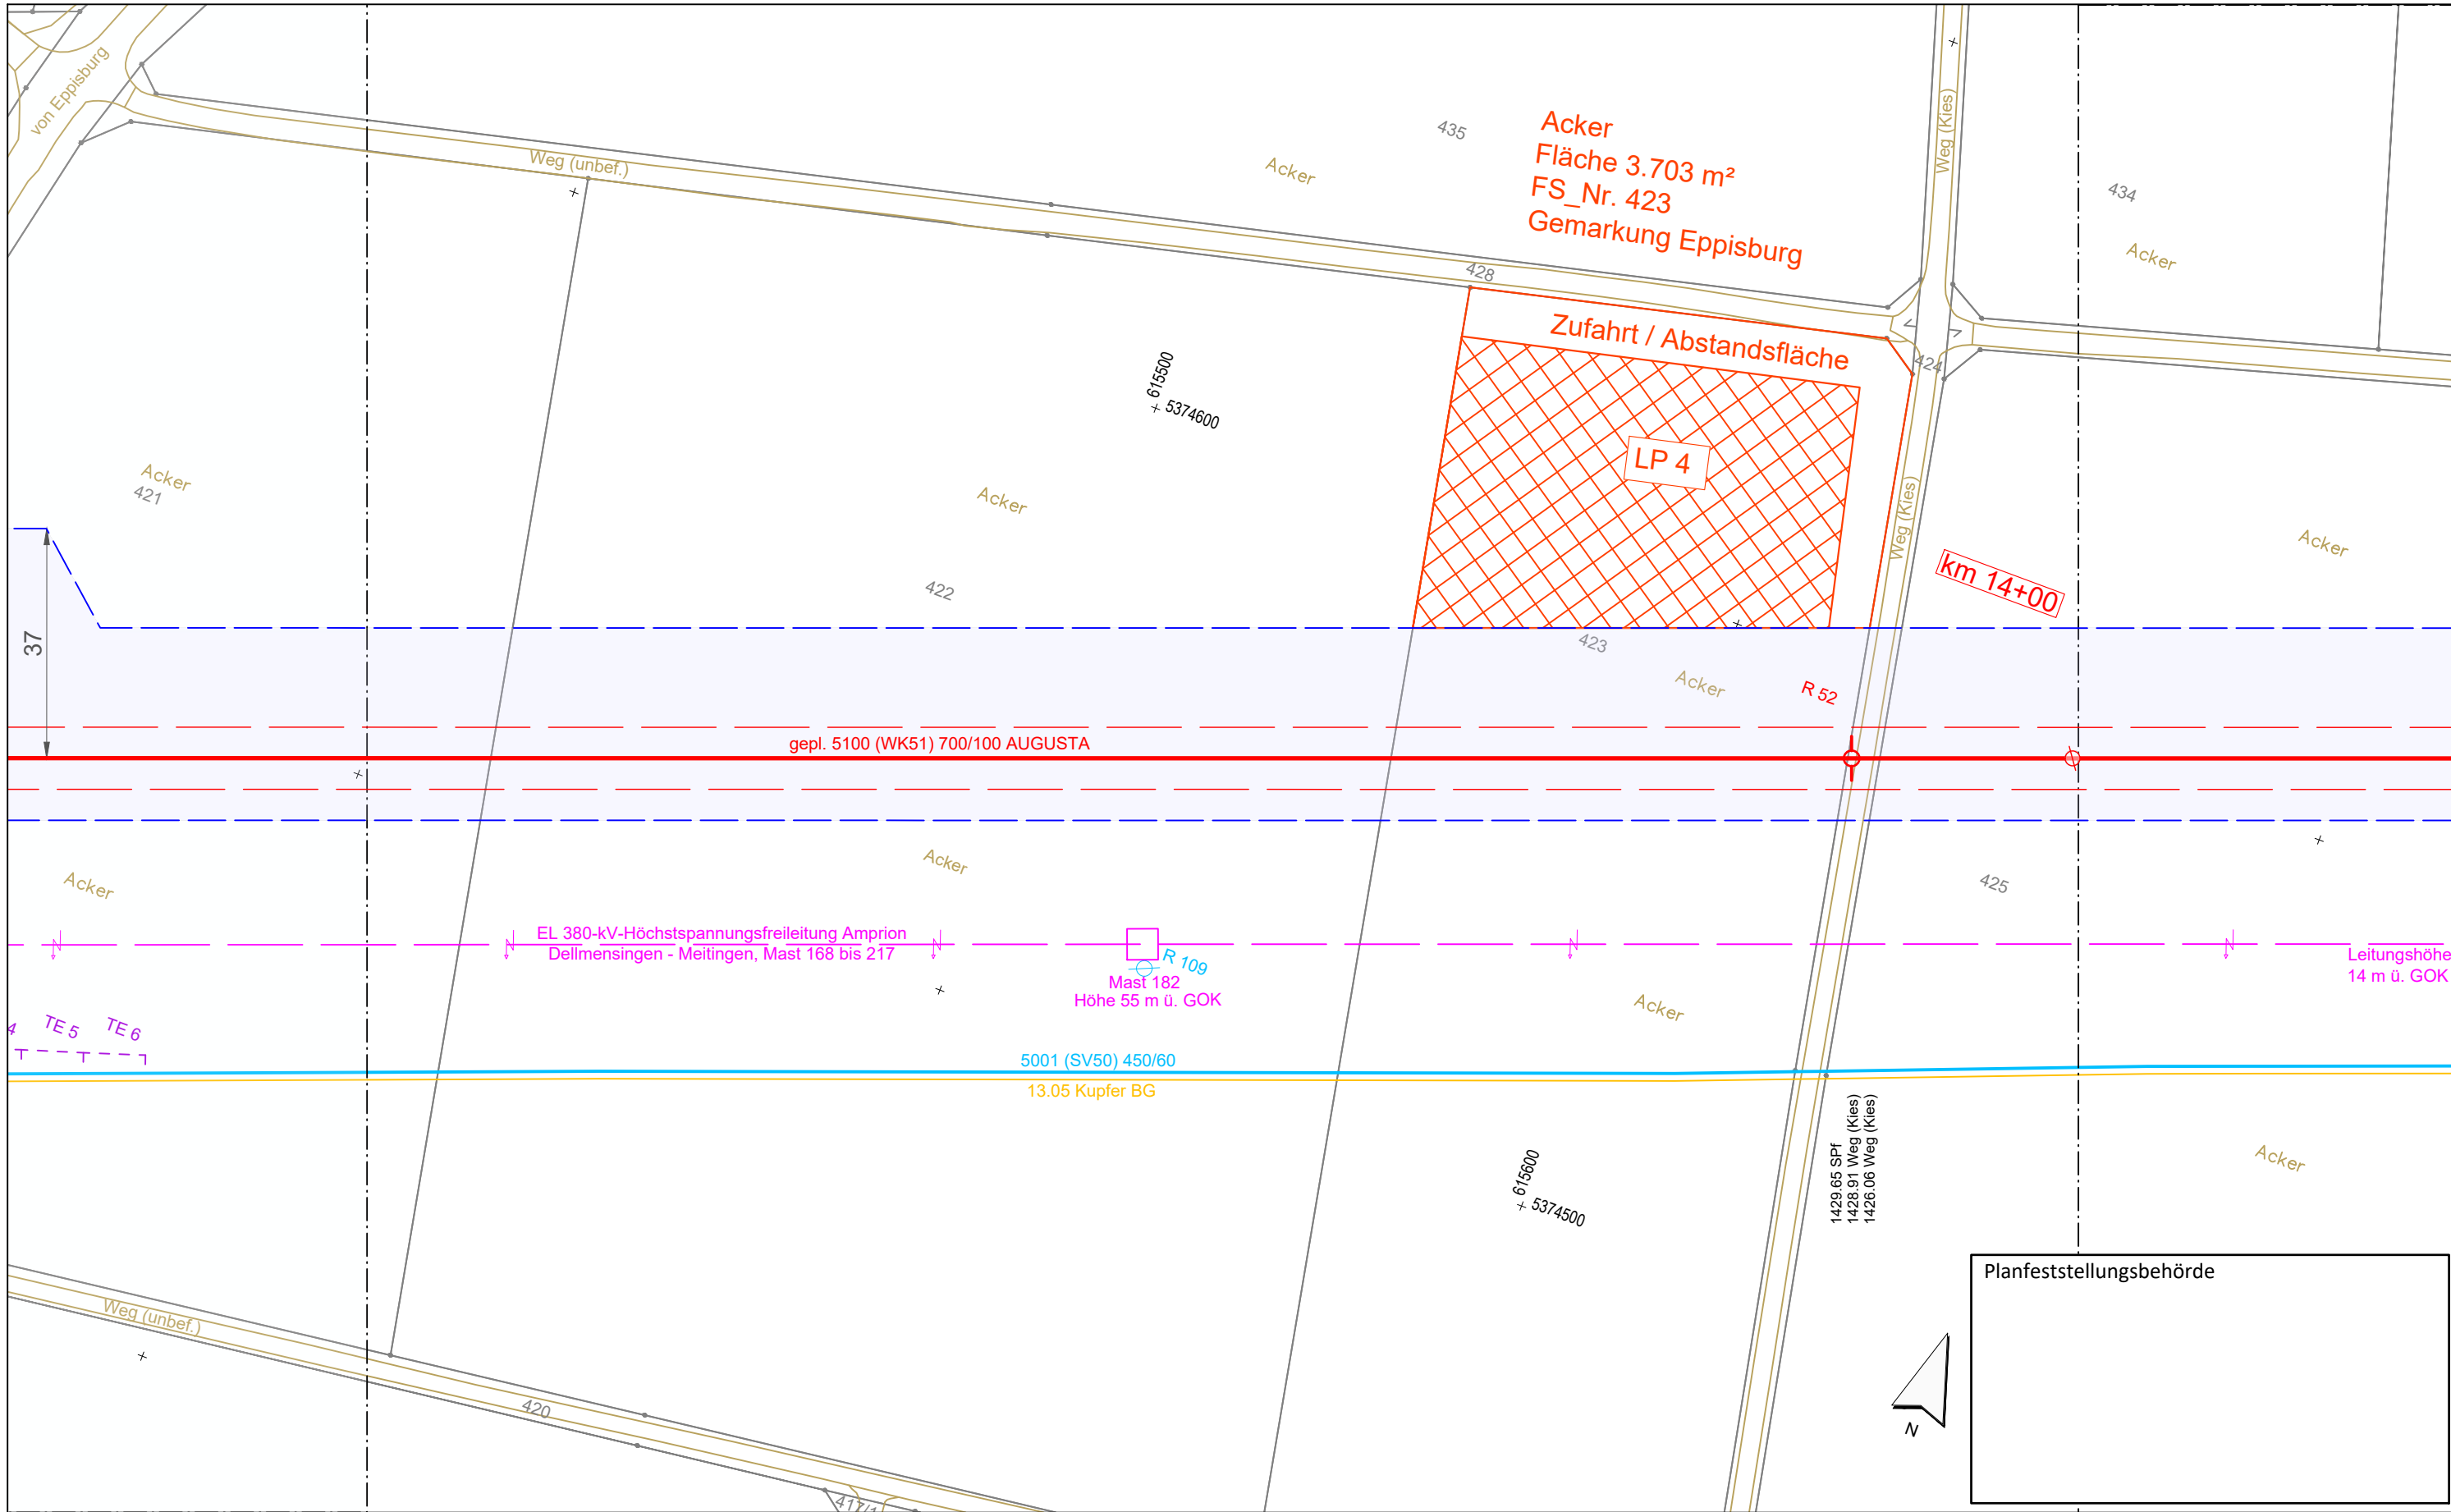 von Eppisburg
Weg (unbef.)
435
Acker
Acker
Fläche 3.703 m²
FS_Nr. 423
Gemarkung Eppisburg
Weg (Kies)
434
Acker
428
Zufahrt / Abstandsfläche
424
615500
5374600
LP 4
Acker
421
Acker
422
Weg (Kies)
km 14+00
Acker
37
423
Acker
R 52
gepl. 5100 (WK51) 700/100 AUGUSTA
Acker
Acker
425
EL 380-kV-Höchstspannungsfreileitung Amprion
Dellmensingen - Meitingen, Mast 168 bis 217
R 109
Mast 182
Höhe 55 m ü. GOK
Leitungshöhe
14 m ü. GOK
Acker
4
TE 5
TE 6
5001 (SV50) 450/60
13.05 Kupfer BG
1429.65 SPf
1428.91 Weg (Kies)
1426.06 Weg (Kies)
615600
5374500
Acker
Planfeststellungsbehörde
Weg (unbef.)
420
N